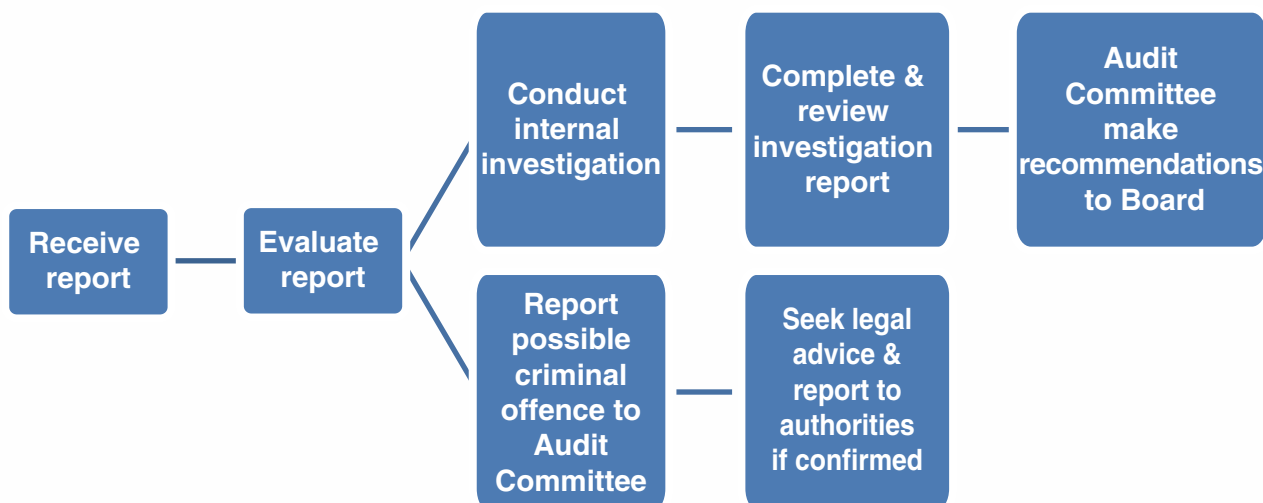 Receive
report
Evaluate
report
Conduct
internal
investigation
Complete &
review
investigation
report
Audit
Committee
make
recommendations
to Board
Report
possible
criminal
offence to
Audit
Committee
Seek legal
advice &
report to
authorities
if confirmed